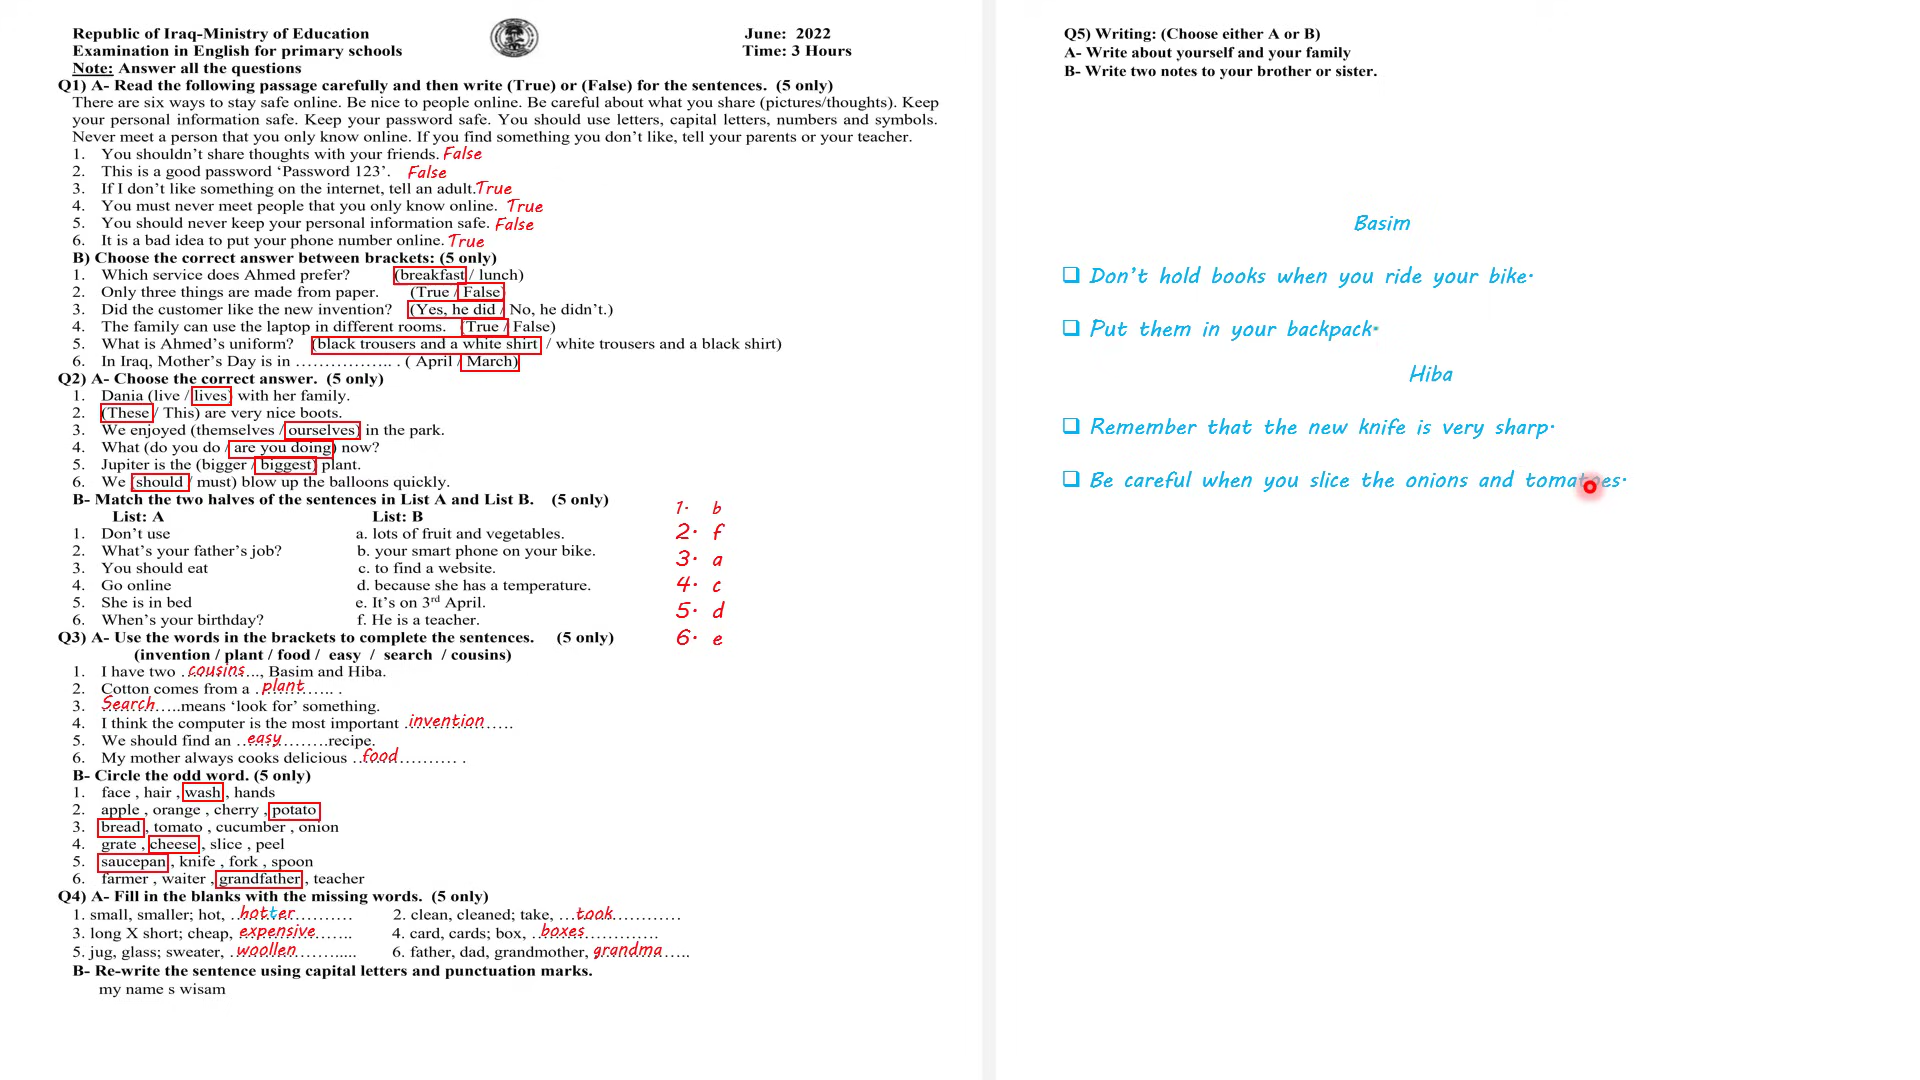 Republic of Iraq-Ministry of Education June: 2022
Examination in English for primary schools Time: 3 Hours
Note: Answer all the questions
Q1) A- Read the following passage carefully and then write (True) or (False) for the sentences. (5 only)
There are six ways to stay safe online. Be nice to people online. Be careful about what you share (pictures/thoughts). Keep
your personal information safe. Keep your password safe. You should use letters, capital letters, numbers and symbols.
Never meet a person that you only know online. If you find something you don't like, tell your parents or your teacher.
1. You shouldn't share thoughts with your friends. False
2. This is a good password 'Password 123'. False
3. If I don't like something on the internet, tell an adult. True
4. You must never meet people that you only know online. True
5. You should never keep your personal information safe. False
6. It is a bad idea to put your phone number online. True
B) Choose the correct answer between brackets: (5 only)
1. Which service does Ahmed prefer? (breakfast / lunch)
2. Only three things are made from paper. (True / False)
3. Did the customer like the new invention? (Yes, he did / No, he didn't.)
4. The family can use the laptop in different rooms. (True / False)
5. What is Ahmed's uniform? (black trousers and a white shirt / white trousers and a black shirt)
6. In Iraq, Mother's Day is in …………….. . ( April / March)
Q2) A- Choose the correct answer. (5 only)
1. Dania (live / lives) with her family.
2. (These / This) are very nice boots.
3. We enjoyed (themselves / ourselves) in the park.
4. What (do you do / are you doing) now?
5. Jupiter is the (bigger / biggest) plant.
6. We (should / must) blow up the balloons quickly.
B- Match the two halves of the sentences in List A and List B. (5 only)
List: A List: B
1. Don't use a. lots of fruit and vegetables.
2. What's your father's job? b. your smart phone on your bike.
3. You should eat c. to find a website.
4. Go online d. because she has a temperature.
5. She is in bed e. It's on 3rd April.
6. When's your birthday? f. He is a teacher.
1. b
2. f
3. a
4. c
5. d
6. e
Q3) A- Use the words in the brackets to complete the sentences. (5 only)
(invention / plant / food / easy / search / cousins)
1. I have two .cousins..., Basim and Hiba.
2. Cotton comes from a .plant…….. .
3. Search…..means 'look for' something.
4. I think the computer is the most important .invention…..
5. We should find an …easy……..recipe.
6. My mother always cooks delicious ..food………. .
B- Circle the odd word. (5 only)
1. face , hair , wash , hands
2. apple , orange , cherry , potato
3. bread , tomato , cucumber , onion
4. grate , cheese , slice , peel
5. saucepan , knife , fork , spoon
6. farmer , waiter , grandfather , teacher
Q4) A- Fill in the blanks with the missing words. (5 only)
1. small, smaller; hot, .hotter………. 2. clean, cleaned; take, …took…………
3. long X short; cheap, expensive…….. 4. card, cards; box, ..boxes………….
5. jug, glass; sweater, .woollen………..... 6. father, dad, grandmother, grandma…..
B- Re-write the sentence using capital letters and punctuation marks.
my name s wisam
Q5) Writing: (Choose either A or B)
A- Write about yourself and your family
B- Write two notes to your brother or sister.
Basim
❑ Don't hold books when you ride your bike.
❑ Put them in your backpack.
Hiba
❑ Remember that the new knife is very sharp.
❑ Be careful when you slice the onions and tomatoes.